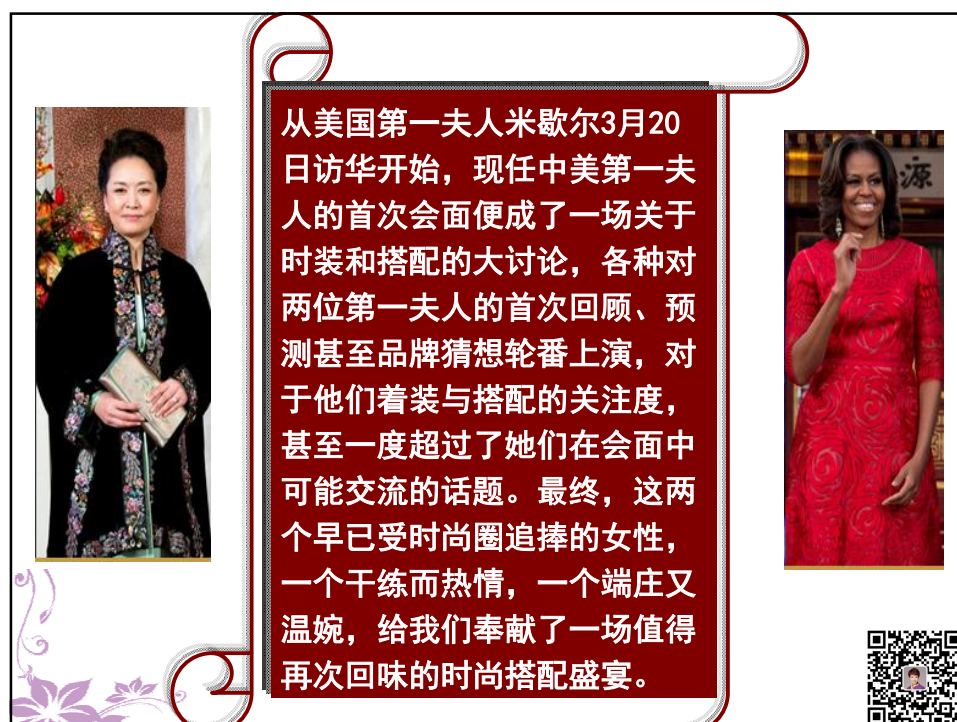 从美国第一夫人米歇尔3月20
日访华开始，现任中美第一夫
人的首次会面便成了一场关于
时装和搭配的大讨论，各种对
两位第一夫人的首次回顾、预
测甚至品牌猜想轮番上演，对
于他们着装与搭配的关注度，
甚至一度超过了她们在会面中
可能交流的话题。最终，这两
个早已受时尚圈追捧的女性，
一个干练而热情，一个端庄又
温婉，给我们奉献了一场值得
再次回味的时尚搭配盛宴。
源